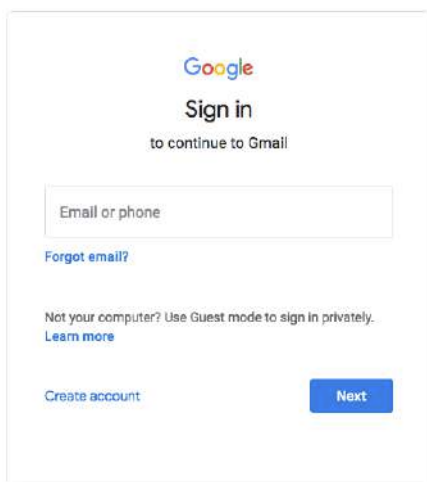 Google
Sign in
to continue to Gmail
Email or phone
Forgot email?
Not your computer? Use Guest mode to sign in privately.
Learn more
Create account
Next